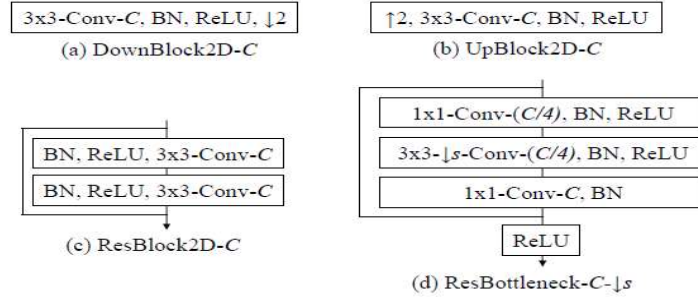 3x3-Conv-C, BN, ReLU, ↓2
(a) DownBlock2D-C
↑2, 3x3-Conv-C, BN, ReLU
(b) UpBlock2D-C
BN, ReLU, 3x3-Conv-C
BN, ReLU, 3x3-Conv-C
(c) ResBlock2D-C
1x1-Conv-(C/4), BN, ReLU
3x3-↓s-Conv-(C/4), BN, ReLU
1x1-Conv-C, BN
ReLU
(d) ResBottleneck-C-↓s